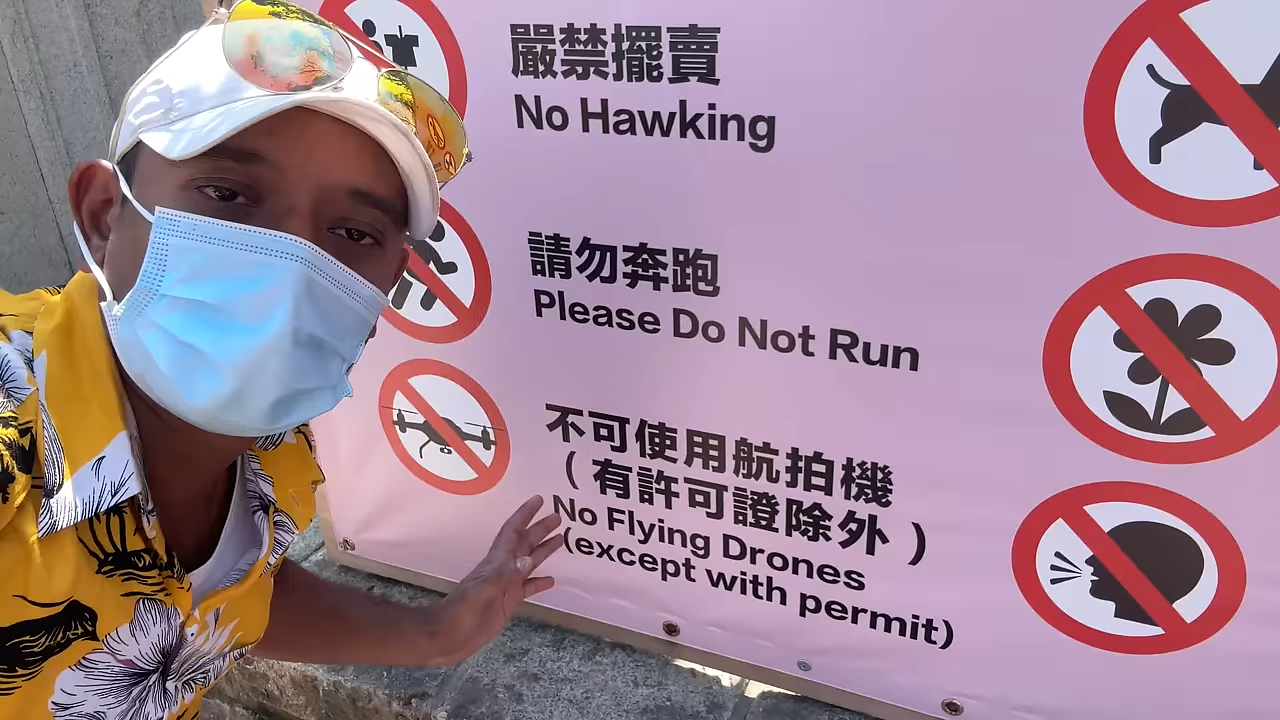 嚴禁擺賣
No Hawking
請勿奔跑
Please Do Not Run
不可使用航拍機
（有許可證除外）
No Flying Drones
(except with permit)